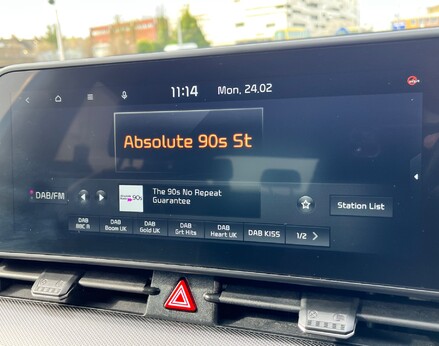 11:14 Mon, 24.02
Absolute 90s St
DAB/FM
90s
The 90s No Repeat
Guarantee
Station List
DAB
BBC R
DAB
Boom UK
DAB
Gold UK
DAB
Grt Hits
DAB
Heart UK
DAB KISS
1/2